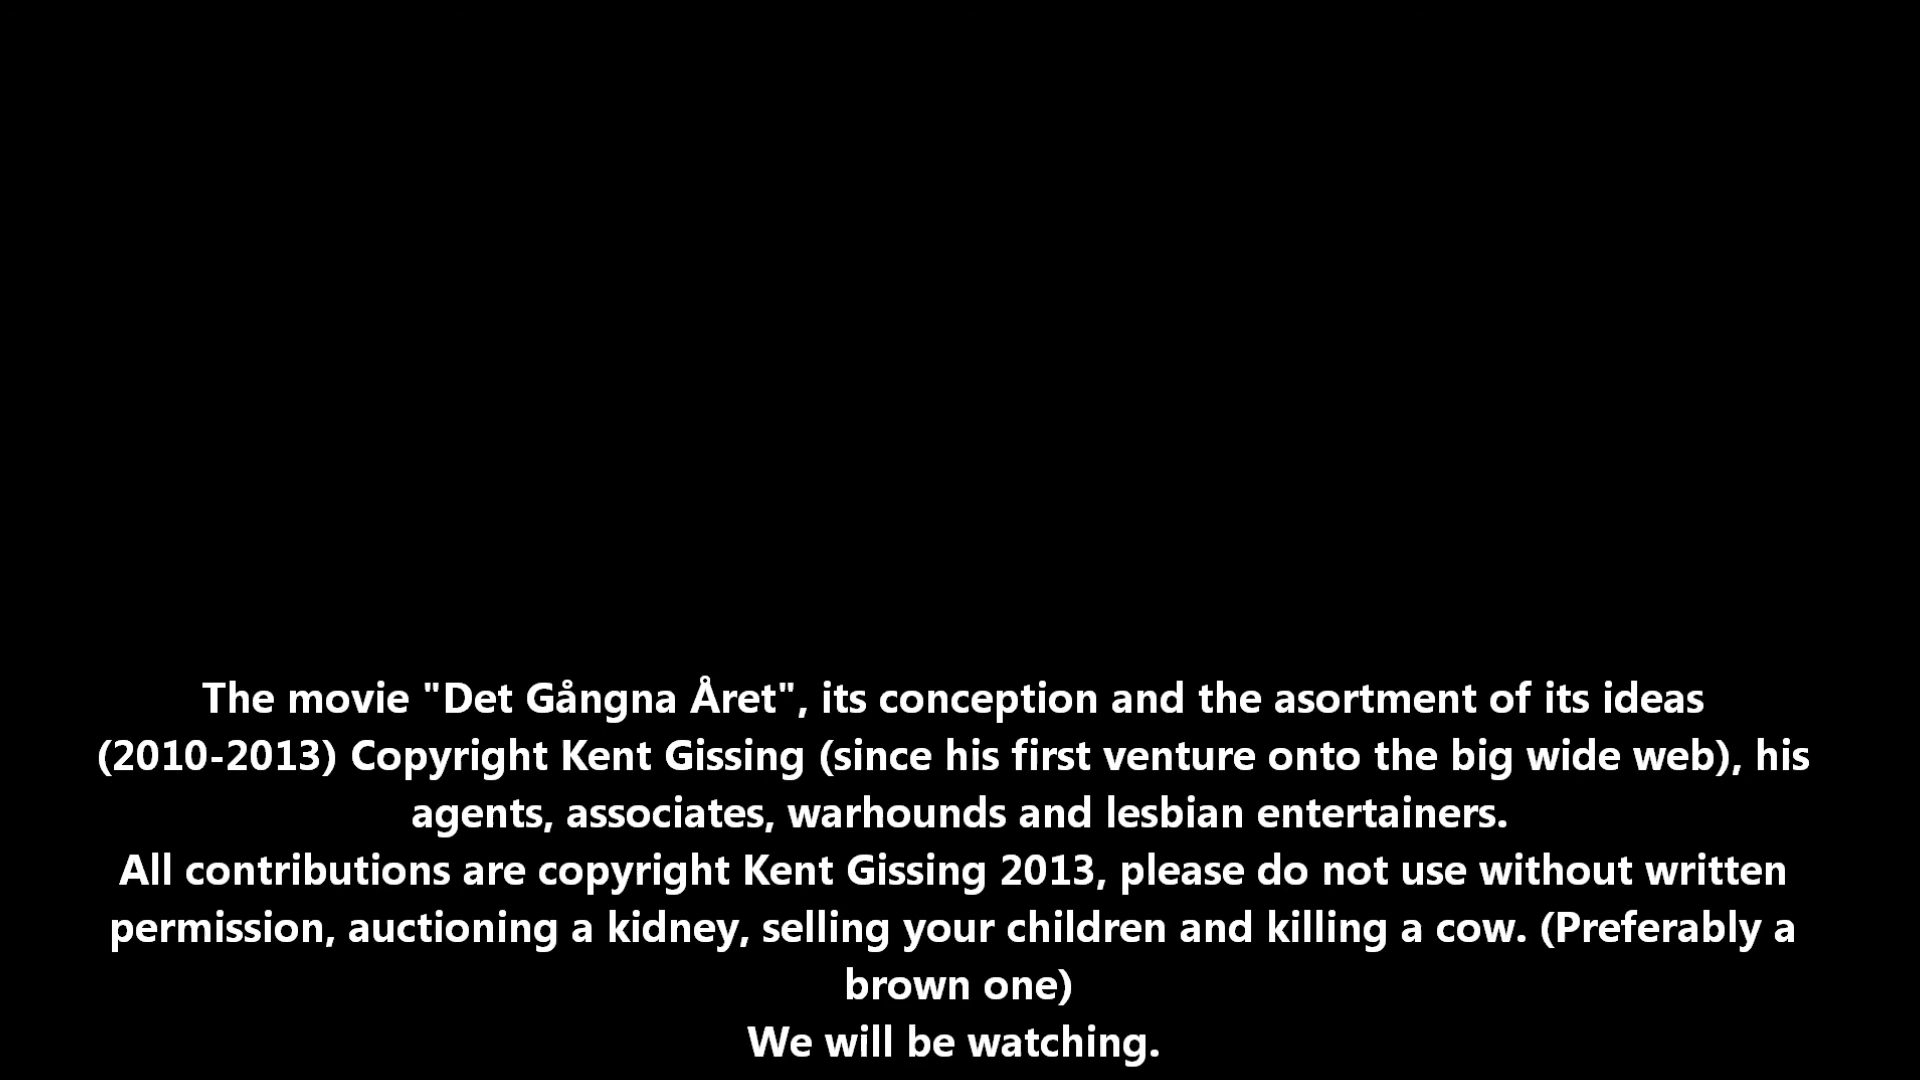 The movie "Det Gångna Året", its conception and the asortment of its ideas
(2010-2013) Copyright Kent Gissing (since his first venture onto the big wide web), his
agents, associates, warhounds and lesbian entertainers.
All contributions are copyright Kent Gissing 2013, please do not use without written
permission, auctioning a kidney, selling your children and killing a cow. (Preferably a
brown one)
We will be watching.